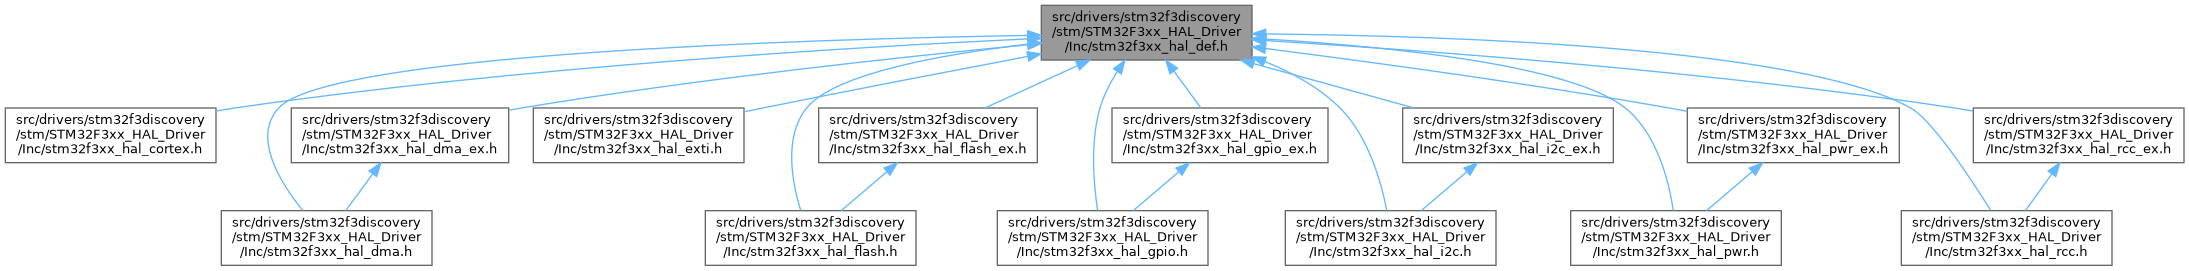 src/drivers/stm32f3discovery
/stm/STM32F3xx_HAL_Driver
/Inc/stm32f3xx_hal_def.h
src/drivers/stm32f3discovery
/stm/STM32F3xx_HAL_Driver
/Inc/stm32f3xx_hal_cortex.h
src/drivers/stm32f3discovery
/stm/STM32F3xx_HAL_Driver
/Inc/stm32f3xx_hal_dma_ex.h
src/drivers/stm32f3discovery
/stm/STM32F3xx_HAL_Driver
/Inc/stm32f3xx_hal_exti.h
src/drivers/stm32f3discovery
/stm/STM32F3xx_HAL_Driver
/Inc/stm32f3xx_hal_flash_ex.h
src/drivers/stm32f3discovery
/stm/STM32F3xx_HAL_Driver
/Inc/stm32f3xx_hal_gpio_ex.h
src/drivers/stm32f3discovery
/stm/STM32F3xx_HAL_Driver
/Inc/stm32f3xx_hal_i2c_ex.h
src/drivers/stm32f3discovery
/stm/STM32F3xx_HAL_Driver
/Inc/stm32f3xx_hal_pwr_ex.h
src/drivers/stm32f3discovery
/stm/STM32F3xx_HAL_Driver
/Inc/stm32f3xx_hal_rcc_ex.h
src/drivers/stm32f3discovery
/stm/STM32F3xx_HAL_Driver
/Inc/stm32f3xx_hal_dma.h
src/drivers/stm32f3discovery
/stm/STM32F3xx_HAL_Driver
/Inc/stm32f3xx_hal_flash.h
src/drivers/stm32f3discovery
/stm/STM32F3xx_HAL_Driver
/Inc/stm32f3xx_hal_gpio.h
src/drivers/stm32f3discovery
/stm/STM32F3xx_HAL_Driver
/Inc/stm32f3xx_hal_i2c.h
src/drivers/stm32f3discovery
/stm/STM32F3xx_HAL_Driver
/Inc/stm32f3xx_hal_pwr.h
src/drivers/stm32f3discovery
/stm/STM32F3xx_HAL_Driver
/Inc/stm32f3xx_hal_rcc.h